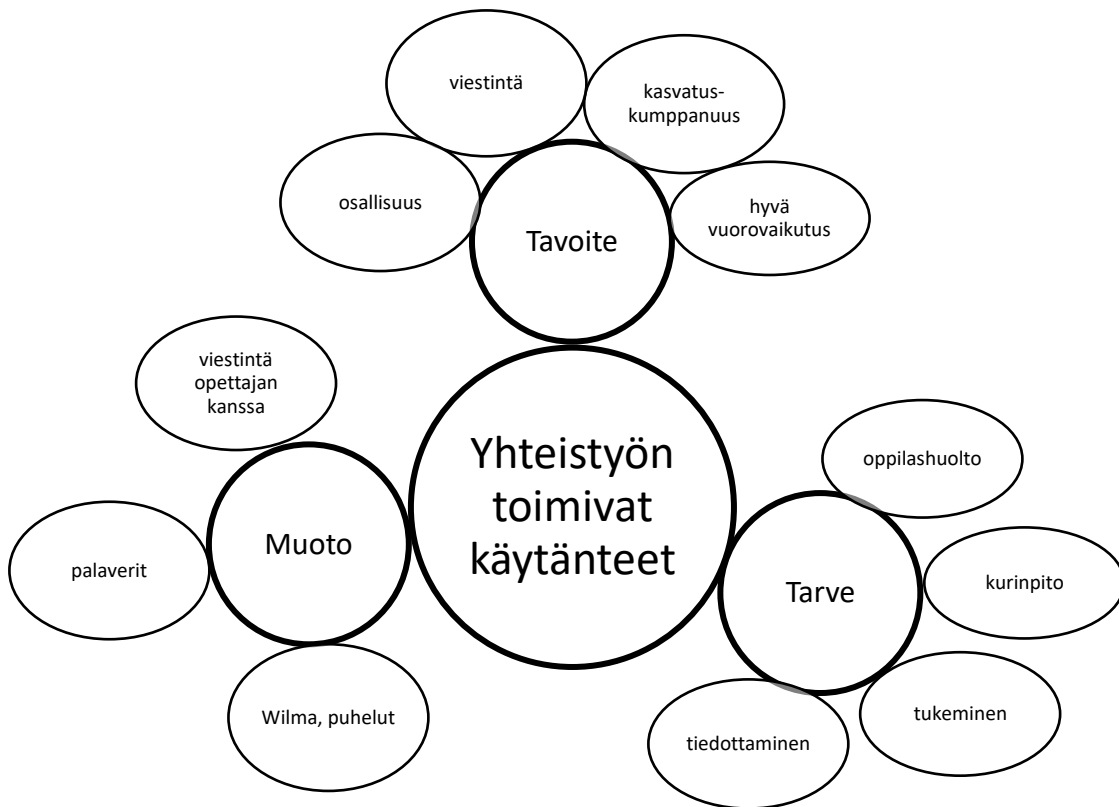 viestintä
kasvatus-
kumppanuus
osallisuus
hyvä
vuorovaikutus
Tavoite
viestintä
opettajan
kanssa
Yhteistyön
toimivat
käytänteet
oppilashuolto
Muoto
palaverit
Tarve
kurinpito
Wilma, puhelut
tukeminen
tiedottaminen